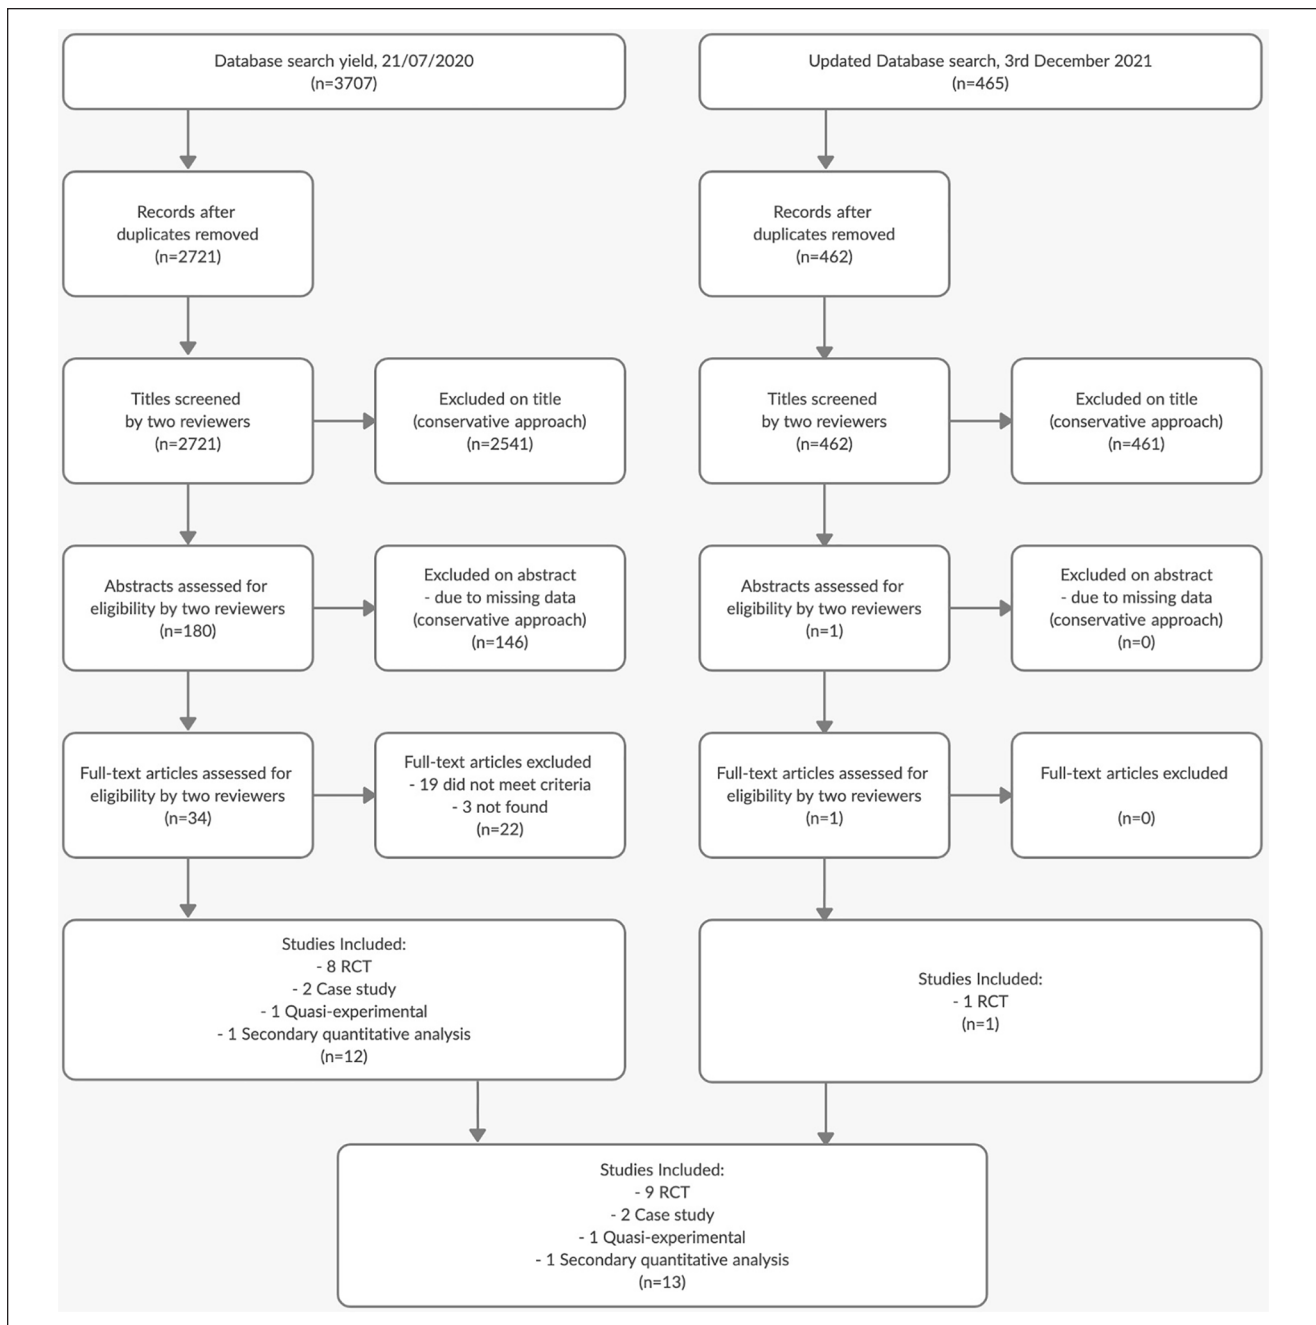 Database search yield, 21/07/2020
(n=3707)
Updated Database search, 3rd December 2021
(n=465)
Records after
duplicates removed
(n=2721)
Records after
duplicates removed
(n=462)
Titles screened
by two reviewers
(n=2721)
Excluded on title
(conservative approach)
(n=2541)
Titles screened
by two reviewers
(n=462)
Excluded on title
(conservative approach)
(n=461)
Abstracts assessed for
eligibility by two reviewers
(n=180)
Excluded on abstract
- due to missing data
(conservative approach)
(n=146)
Abstracts assessed for
eligibility by two reviewers
(n=1)
Excluded on abstract
- due to missing data
(conservative approach)
(n=0)
Full-text articles assessed for
eligibility by two reviewers
(n=34)
Full-text articles excluded
- 19 did not meet criteria
- 3 not found
(n=22)
Full-text articles assessed for
eligibility by two reviewers
(n=1)
Full-text articles excluded
(n=0)
Studies Included:
- 8 RCT
- 2 Case study
- 1 Quasi-experimental
- 1 Secondary quantitative analysis
(n=12)
Studies Included:
- 1 RCT
(n=1)
Studies Included:
- 9 RCT
- 2 Case study
- 1 Quasi-experimental
- 1 Secondary quantitative analysis
(n=13)